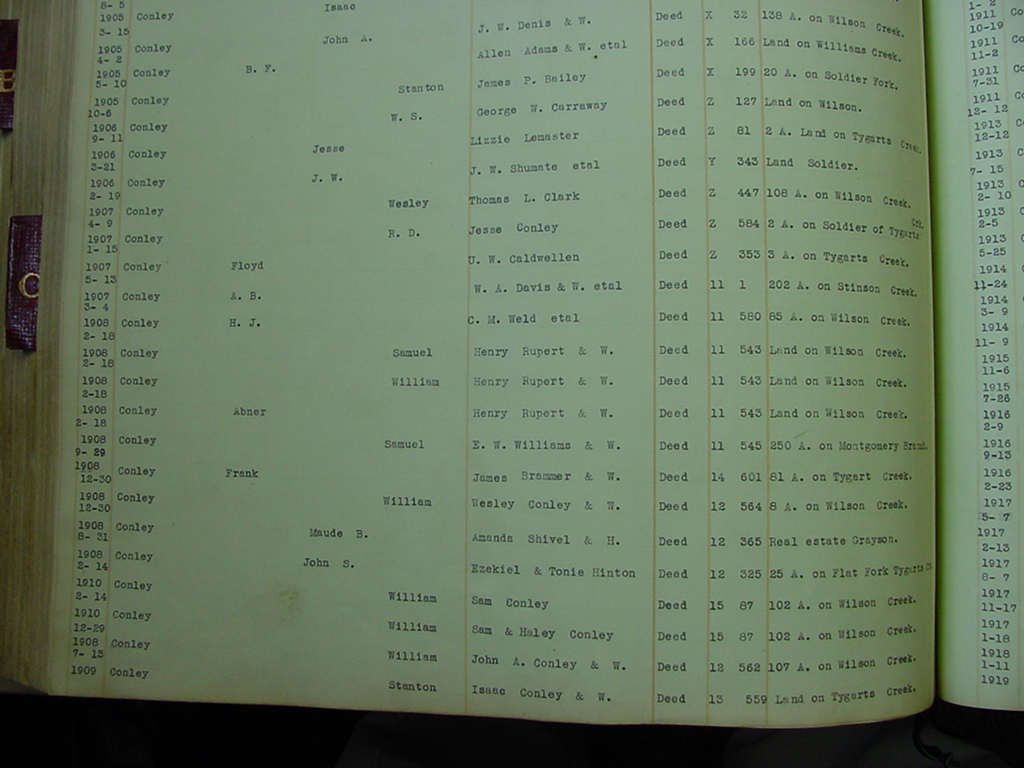 8- 5
1905 Conley Isaac J. W. Denis & W. Deed X 32 138 A. on Wilson Creek.
3- 15
1905 Conley John A. Allen Adams & W. etal Deed X 166 Land on Williams Creek.
4- 2
1905 Conley B. F. James P. Bailey Deed X 199 20 A. on Soldier Fork.
5- 10
1905 Conley Stanton George W. Carraway Deed Z 127 Land on Wilson.
10-6
1906 Conley W. S. Lizzie Lemaster Deed Z 81 2 A. Land on Tygarts Creek.
9- 11
1906 Conley Jesse J. W. Shumate etal Deed Y 343 Land Soldier.
3-21
1906 Conley J. W. Thomas L. Clark Deed Z 447 108 A. on Wilson Creek.
2- 19
1907 Conley Wesley Jesse Conley Deed Z 584 2 A. on Soldier of Tygarts Crk.
4- 9
1907 Conley R. D. U. W. Caldwellen Deed Z 353 3 A. on Tygarts Creek.
1- 15
1907 Conley Floyd W. A. Davis & W. etal Deed 11 1 202 A. on Stinson Creek.
5- 13
1907 Conley A. B. C. M. Weld etal Deed 11 580 85 A. on Wilson Creek.
3- 4
1908 Conley H. J. Henry Rupert & W. Deed 11 543 Land on Wilson Creek.
2- 18
1908 Conley Samuel Henry Rupert & W. Deed 11 543 Land on Wilson Creek.
2- 18
1908 Conley William Henry Rupert & W. Deed 11 543 Land on Wilson Creek.
2-18
1908 Conley Abner E. W. Williams & W. Deed 11 545 250 A. on Montgomery Branch.
2- 18
1908 Conley Samuel James Brammer & W. Deed 14 601 81 A. on Tygart Creek.
9- 29
1908 Conley Frank Wesley Conley & W. Deed 12 564 8 A. on Wilson Creek.
12-30
1908 Conley William Amanda Shivel & H. Deed 12 365 Real estate Grayson.
12-30
1908 Conley Maude B. Ezekiel & Tonie Hinton Deed 12 325 25 A. on Flat Fork Tygarts
8- 31
1908 Conley John S. Sam Conley Deed 15 87 102 A. on Wilson Creek.
2- 14
1910 Conley William Sam & Haley Conley Deed 15 87 102 A. on Wilson Creek.
2- 14
1910 Conley William John A. Conley & W. Deed 12 562 107 A. on Wilson Creek.
12-29
1908 Conley William Isaac Conley & W. Deed 13 559 Land on Tygarts Creek.
7- 13
1909 Conley Stanton
B
C
1- 2
1911
10-19
1911
11-2
1911
7-31
1911
12- 12
1913
12-12
1913
7- 15
1913
2- 10
1913
2-5
1913
5-25
1914
11-24
1914
3- 9
1914
11- 9
1915
11-6
1915
7-26
1916
2-9
1916
9-13
1916
2-23
1917
5- 7
1917
2-13
1917
8- 7
1917
11-17
1917
1-18
1918
1-11
1919